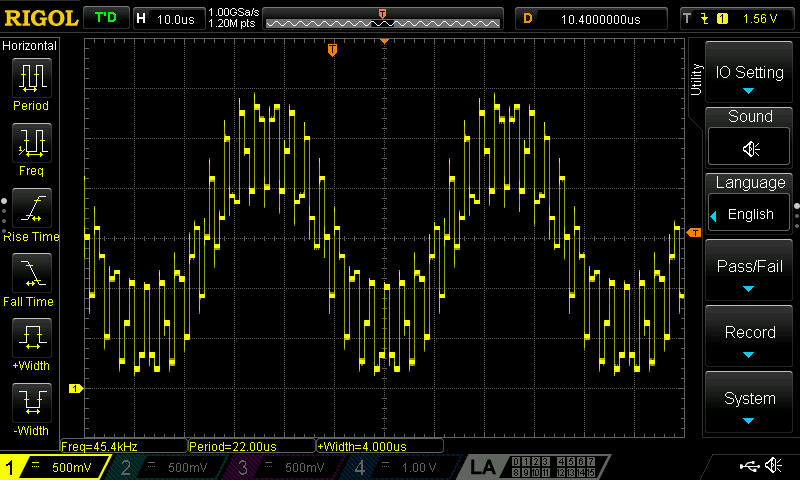 RIGOL T'D H 10.0us 1.00GSa/s 1.20M pts T D 10.4000000us T 1 1.56 V
Horizontal
T
Period
Freq
Rise Time
Fall Time
+Width
-Width
T
1
Utility
IO Setting
Sound
Language
English
Pass/Fail
Record
System
Freq=45.4kHz Period=22.00us +Width=4.000us
1 500mV 2 500mV 3 500mV 4 1.00 V LA 0 1 2 3 4 5 6 7
8 9 10 11 12 13 14 15